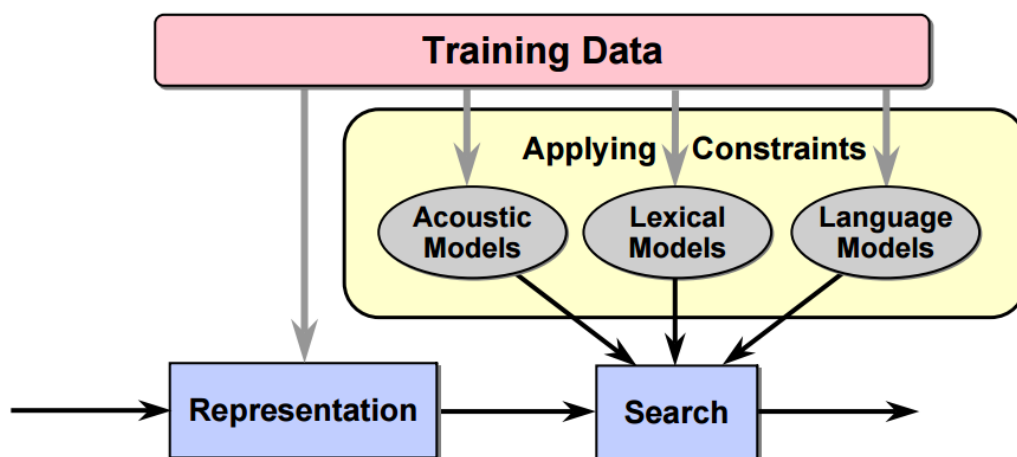 Training Data
Applying Constraints
Acoustic
Models
Lexical
Models
Language
Models
Representation
Search